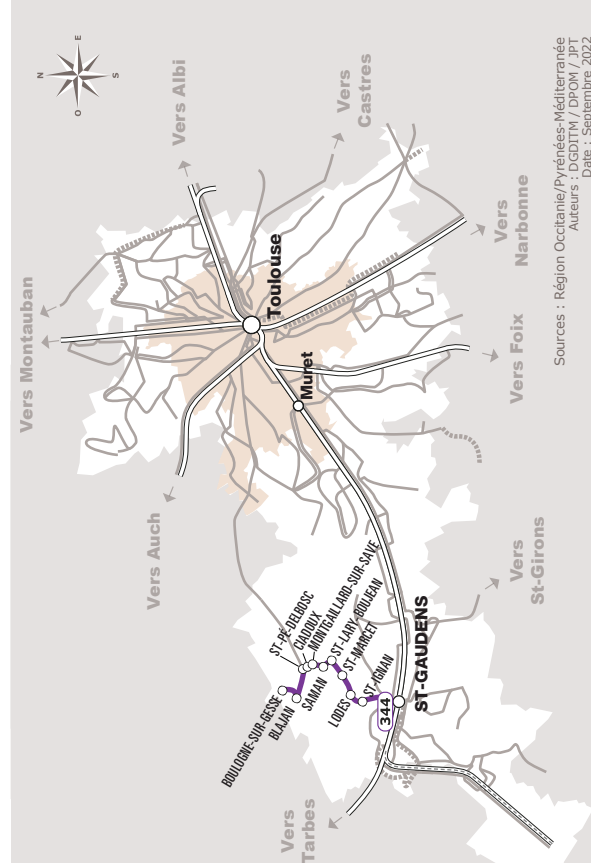 N
E
S
O
Vers Albi
Vers
Castres
Vers Montauban
Vers
Narbonne
Toulouse
Muret
Vers Foix
Vers Auch
Vers
St-Girons
ST-PÉ-DELBOSC
CIADOUX
MONTGAILLARD-SUR-SAVE
BOULOGNE-SUR-GESSE
BLAJAN
SAMAN
ST-LARY-BOUJEAN
ST-MARCET
LODES
ST-IGNAN
344
ST-GAUDENS
Vers
Tarbes
Sources : Région Occitanie/Pyrénées-Méditerranée
Auteurs : DGDITM / DPOM / JPT
Date : Septembre 2022